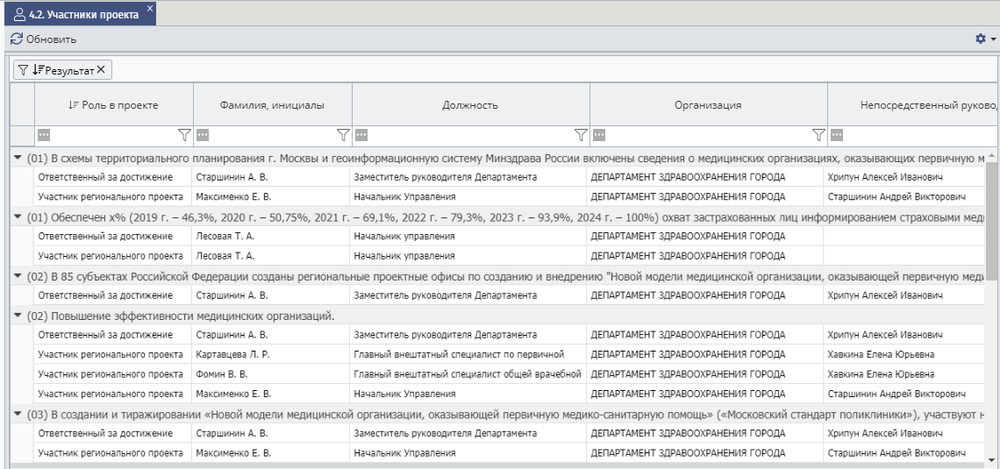 4.2. Участники проекта x
Обновить
Результат ×
Роль в проекте Фамилия, инициалы Должность Организация Непосредственный руковод
(01) В схемы территориального планирования г. Москвы и геоинформационную систему Минздрава России включены сведения о медицинских организациях, оказывающих первичную м
Ответственный за достижение Старшинин А. В. Заместитель руководителя Департамента ДЕПАРТАМЕНТ ЗДРАВООХРАНЕНИЯ ГОРОДА Хрипун Алексей Иванович
Участник регионального проекта Максименко Е. В. Начальник Управления ДЕПАРТАМЕНТ ЗДРАВООХРАНЕНИЯ ГОРОДА Старшинин Андрей Викторович
(01) Обеспечен х% (2019 г. – 46,3%, 2020 г. – 50,75%, 2021 г. – 69,1%, 2022 г. – 79,3%, 2023 г. – 93,9%, 2024 г. – 100%) охват застрахованных лиц информированием страховыми меди
Ответственный за достижение Лесовая Т. А. Начальник управления ДЕПАРТАМЕНТ ЗДРАВООХРАНЕНИЯ ГОРОДА
Участник регионального проекта Лесовая Т. А. Начальник управления ДЕПАРТАМЕНТ ЗДРАВООХРАНЕНИЯ ГОРОДА
(02) В 85 субъектах Российской Федерации созданы региональные проектные офисы по созданию и внедрению "Новой модели медицинской организации, оказывающей первичную меди
Ответственный за достижение Старшинин А. В. Заместитель руководителя Департамента ДЕПАРТАМЕНТ ЗДРАВООХРАНЕНИЯ ГОРОДА Хрипун Алексей Иванович
(02) Повышение эффективности медицинских организаций.
Ответственный за достижение Старшинин А. В. Заместитель руководителя Департамента ДЕПАРТАМЕНТ ЗДРАВООХРАНЕНИЯ ГОРОДА Хрипун Алексей Иванович
Участник регионального проекта Картавцева Л. Р. Главный внештатный специалист по первичной ДЕПАРТАМЕНТ ЗДРАВООХРАНЕНИЯ ГОРОДА Хавкина Елена Юрьевна
Участник регионального проекта Фомин В. В. Главный внештатный специалист общей врачебной ДЕПАРТАМЕНТ ЗДРАВООХРАНЕНИЯ ГОРОДА Хавкина Елена Юрьевна
Участник регионального проекта Максименко Е. В. Начальник Управления ДЕПАРТАМЕНТ ЗДРАВООХРАНЕНИЯ ГОРОДА Старшинин Андрей Викторович
(03) В создании и тиражировании «Новой модели медицинской организации, оказывающей первичную медико-санитарную помощь» («Московский стандарт поликлиники»), участвуют н
Ответственный за достижение Старшинин А. В. Заместитель руководителя Департамента ДЕПАРТАМЕНТ ЗДРАВООХРАНЕНИЯ ГОРОДА Хрипун Алексей Иванович
Участник регионального проекта Максименко Е. В. Начальник Управления ДЕПАРТАМЕНТ ЗДРАВООХРАНЕНИЯ ГОРОДА Старшинин Андрей Викторович